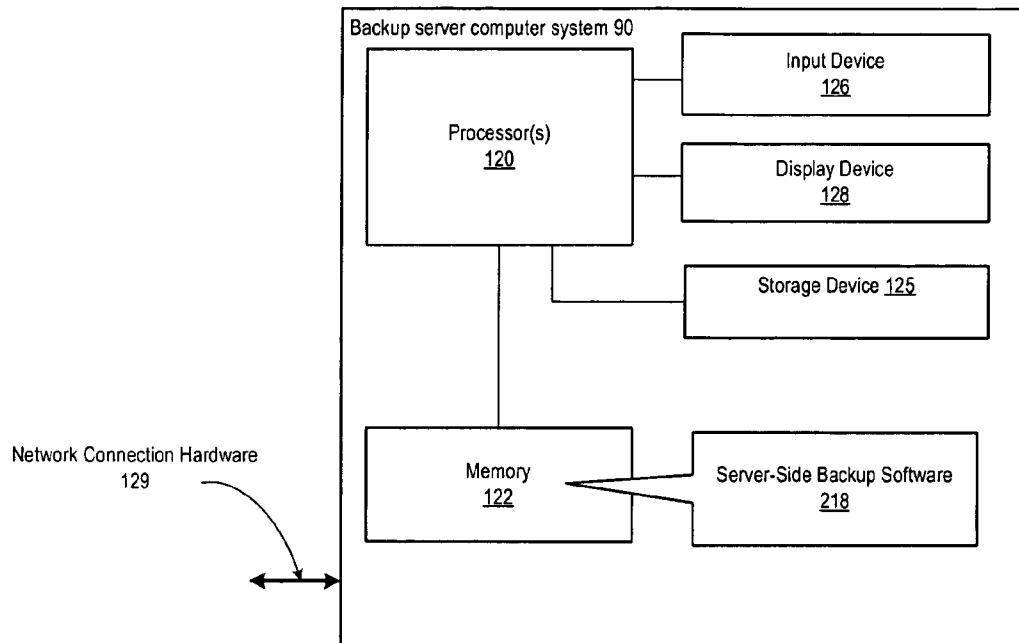 Backup server computer system 90
Processor(s)
120
Input Device
126
Display Device
128
Storage Device 125
Memory
122
Server-Side Backup Software
218
Network Connection Hardware
129